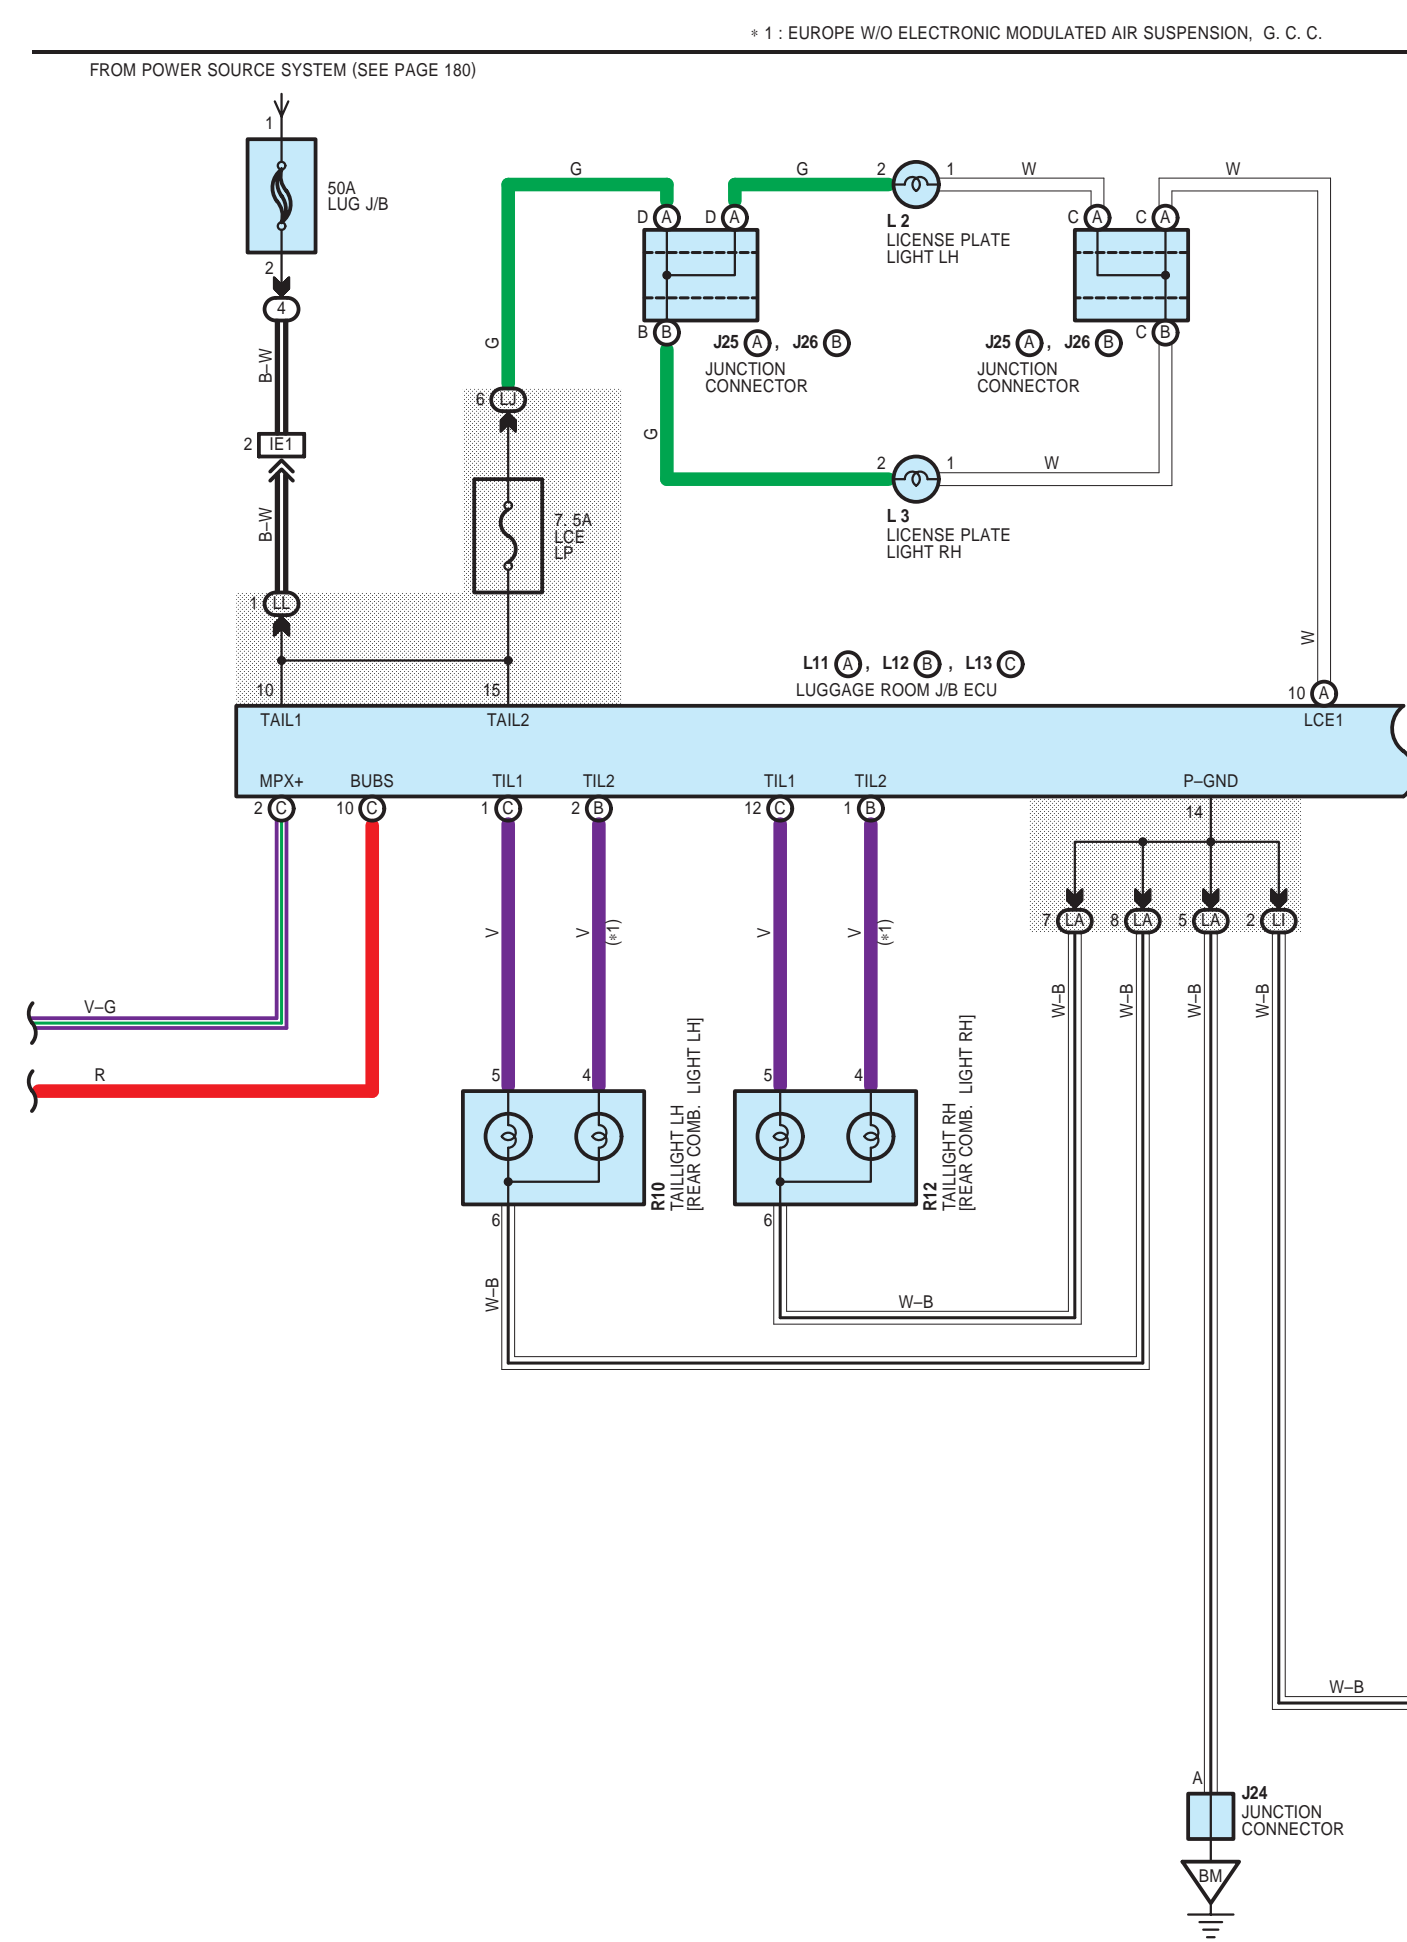 * 1 : EUROPE W/O ELECTRONIC MODULATED AIR SUSPENSION, G. C. C.
FROM POWER SOURCE SYSTEM (SEE PAGE 180)
1
50A
LUG J/B
2
4
B–W
2 IE1
B–W
1 LL
G
G
6 LJ
7. 5A
LCE
LP
D A
D A
B B
J25 A , J26 B
JUNCTION
CONNECTOR
G
G
2 1
L 2
LICENSE PLATE
LIGHT LH
W
C A
C A
C B
W
J25 A , J26 B
JUNCTION
CONNECTOR
2 1
L 3
LICENSE PLATE
LIGHT RH
W
W
L11 A , L12 B , L13 C
LUGGAGE ROOM J/B ECU
10
15
10 A
TAIL1
TAIL2
LCE1
MPX+
BUBS
TIL1
TIL2
TIL1
TIL2
P–GND
2 C
10 C
1 C
2 B
12 C
1 B
14
7 LA
8 LA
5 LA
2 LI
V
V
(*1)
V
V
(*1)
W–B
W–B
W–B
W–B
V–G
R
5
4
5
4
R10
TAILLIGHT LH
[REAR COMB. LIGHT LH]
R12
TAILLIGHT RH
[REAR COMB. LIGHT RH]
6
6
W–B
W–B
W–B
A
J24
JUNCTION
CONNECTOR
BM